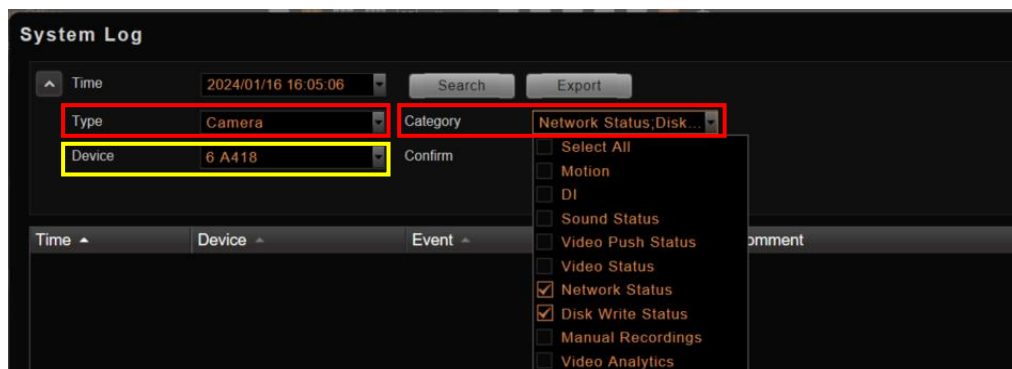 System Log
Time 2024/01/16 16:05:06 Search Export
Type Camera Category Network Status;Disk...
Device 6 A418 Confirm
Select All
Motion
DI
Sound Status
Time Device Event omment
Video Push Status
Video Status
Network Status
Disk Write Status
Manual Recordings
Video Analytics